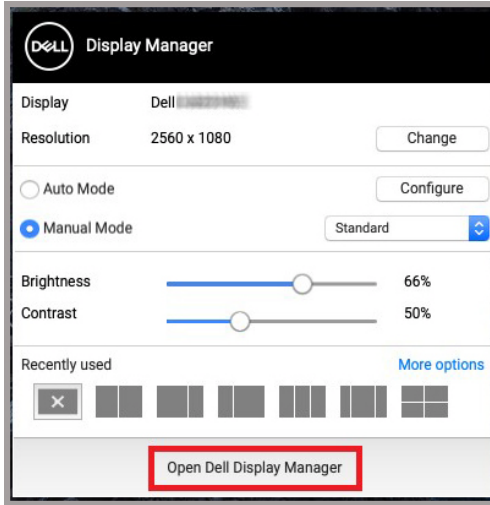 DELL Display Manager
Display Dell
Resolution 2560 x 1080 Change
Auto Mode Configure
Manual Mode Standard
Brightness 66%
Contrast 50%
Recently used More options
Open Dell Display Manager